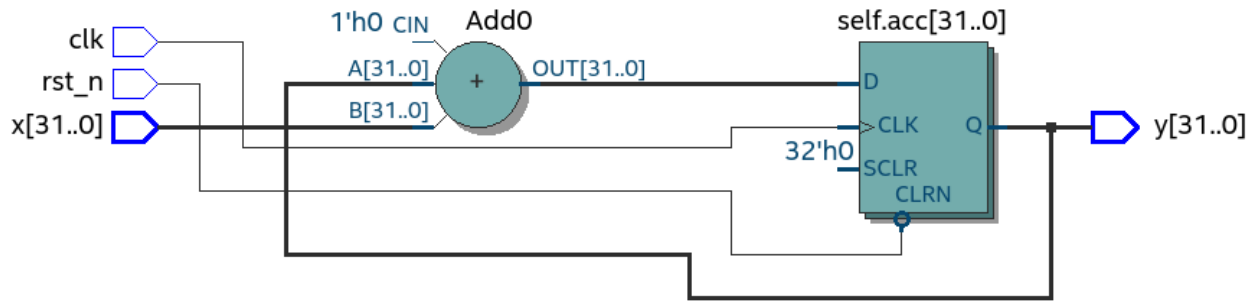 1'h0 CIN
Add0
self.acc[31..0]
clk
rst_n
A[31..0]
OUT[31..0]
D
x[31..0]
B[31..0]
CLK
Q
y[31..0]
32'h0
SCLR
CLRN
+